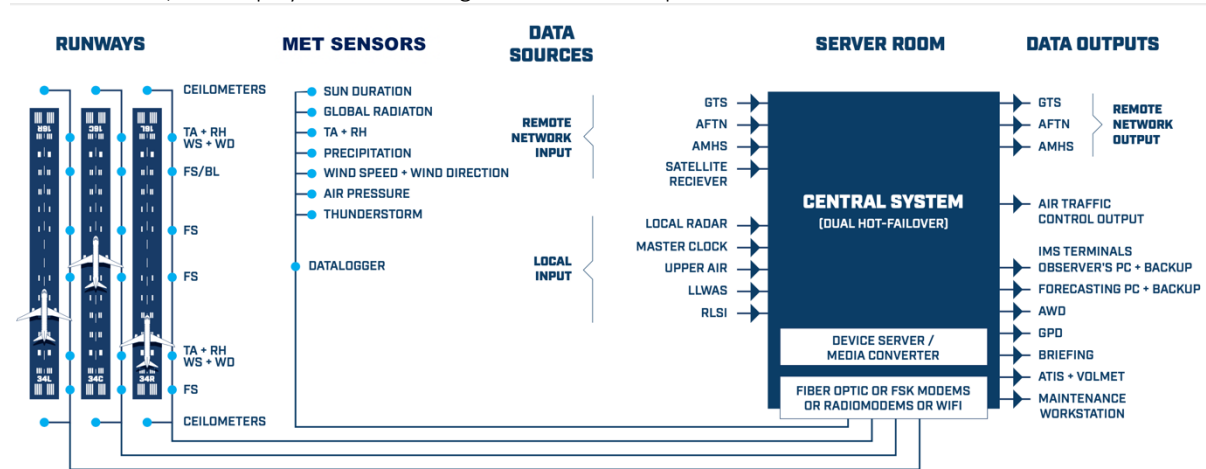 RUNWAYS
CEILOMETERS
16R
16C
16L
TA + RH
WS + WD
FS/BL
FS
FS
TA + RH
WS + WD
34L
34C
34R
FS
CEILOMETERS
MET SENSORS
SUN DURATION
GLOBAL RADIATON
TA + RH
PRECIPITATION
WIND SPEED + WIND DIRECTION
AIR PRESSURE
THUNDERSTORM
DATALOGGER
DATA
SOURCES
REMOTE
NETWORK
INPUT
LOCAL
INPUT
GTS
AFTN
AMHS
SATELLITE
RECIEVER
LOCAL RADAR
MASTER CLOCK
UPPER AIR
LLWAS
RLSI
SERVER ROOM
CENTRAL SYSTEM
(DUAL HOT-FAILOVER)
DEVICE SERVER /
MEDIA CONVERTER
FIBER OPTIC OR FSK MODEMS
OR RADIOMODEMS OR WIFI
DATA OUTPUTS
GTS
AFTN
AMHS
REMOTE
NETWORK
OUTPUT
AIR TRAFFIC
CONTROL OUTPUT
IMS TERMINALS
OBSERVER'S PC + BACKUP
FORECASTING PC + BACKUP
AWD
GPD
BRIEFING
ATIS + VOLMET
MAINTENANCE
WORKSTATION